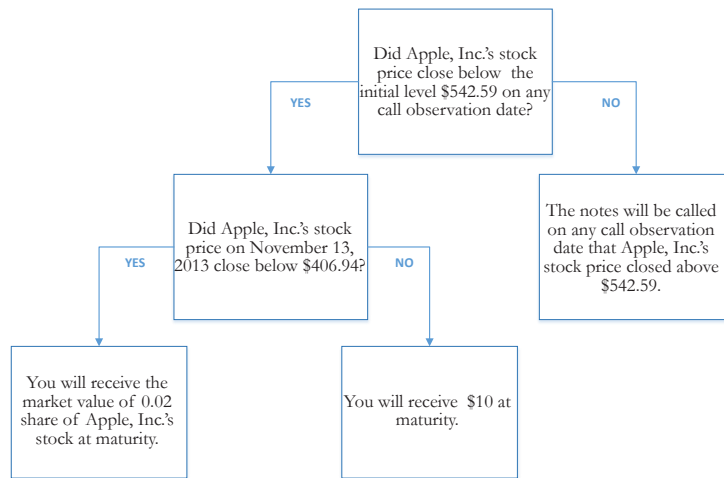 Did Apple, Inc.'s stock
price close below the
initial level $542.59 on any
call observation date?
YES
NO
Did Apple, Inc.'s stock
price on November 13,
2013 close below $406.94?
The notes will be called
on any call observation
date that Apple, Inc.'s
stock price closed above
$542.59.
YES
NO
You will receive the
market value of 0.02
share of Apple, Inc.'s
stock at maturity.
You will receive $10 at
maturity.